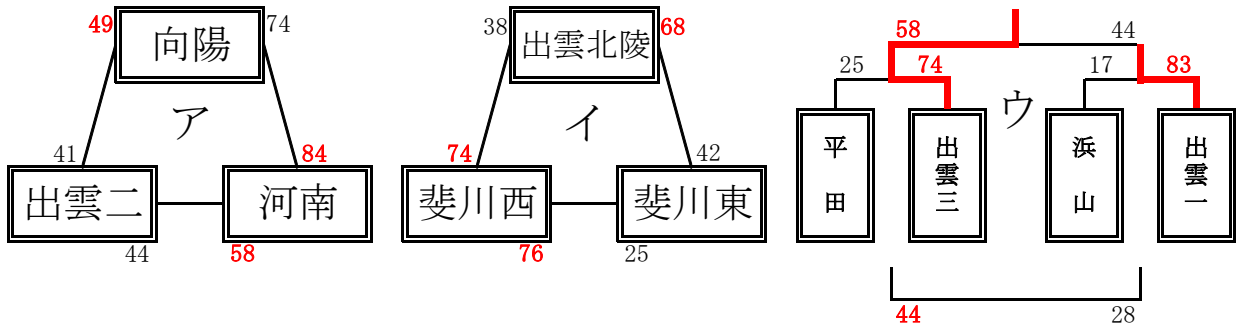 49 向陽 74
ア
41 84
出雲二 河南
44 58
38 出雲北陵 68
イ
74 42
斐川西 斐川東
76 25
58 44
25 74 17 83
ウ
平田 出雲三 浜山 出雲一
44 28